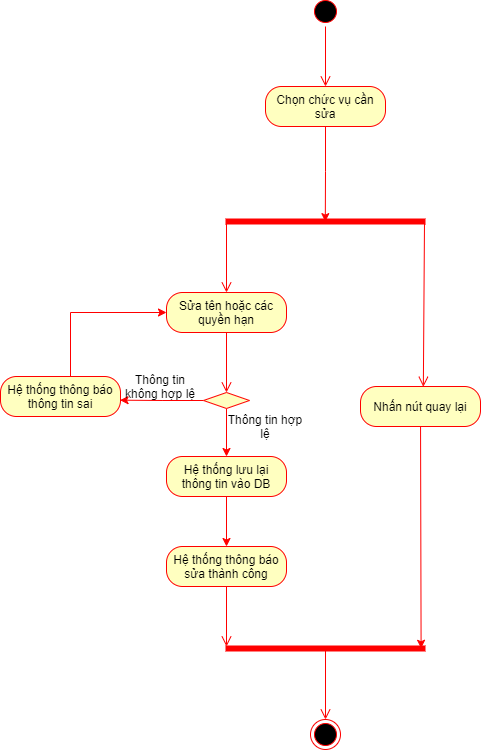 Chọn chức vụ cần
sửa
Sửa tên hoặc các
quyền hạn
Thông tin
không hợp lệ
Hệ thống thông báo
thông tin sai
Nhấn nút quay lại
Thông tin hợp
lệ
Hệ thống lưu lại
thông tin vào DB
Hệ thống thông báo
sửa thành công